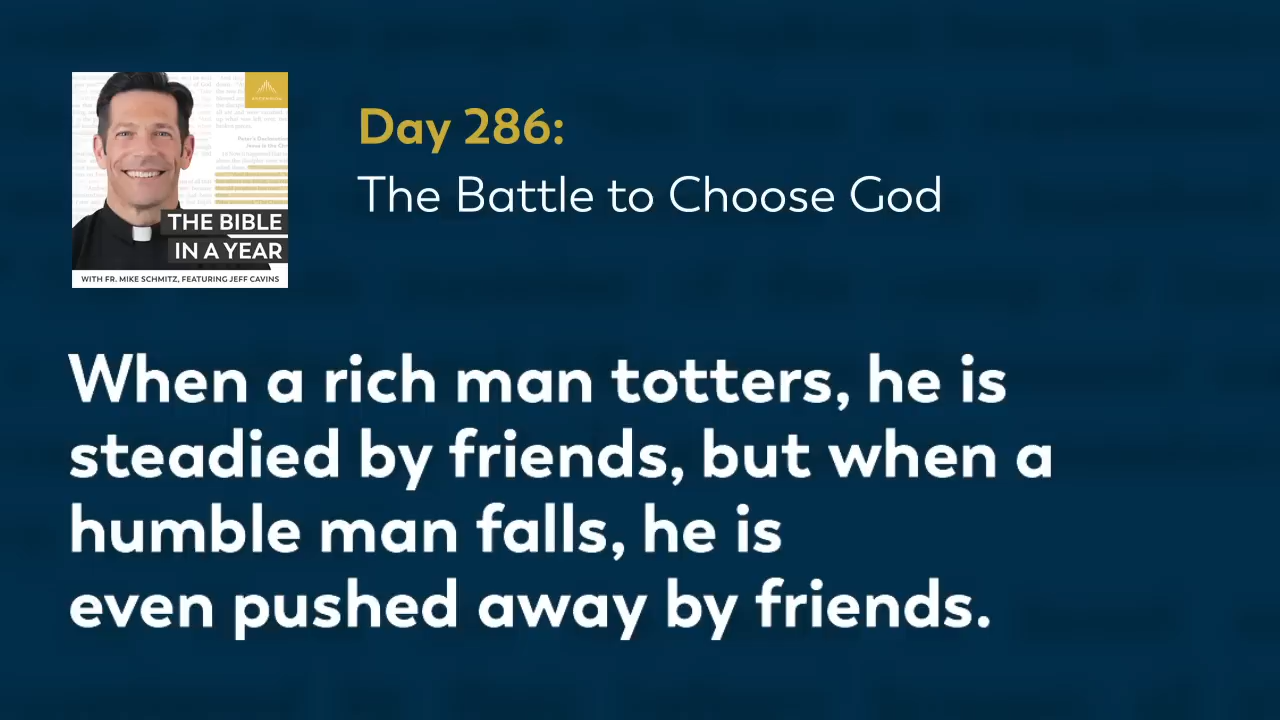 Day 286:
The Battle to Choose God
THE BIBLE
IN A YEAR
WITH FR. MIKE SCHMITZ, FEATURING JEFF CAVINS
When a rich man totters, he is
steadied by friends, but when a
humble man falls, he is
even pushed away by friends.